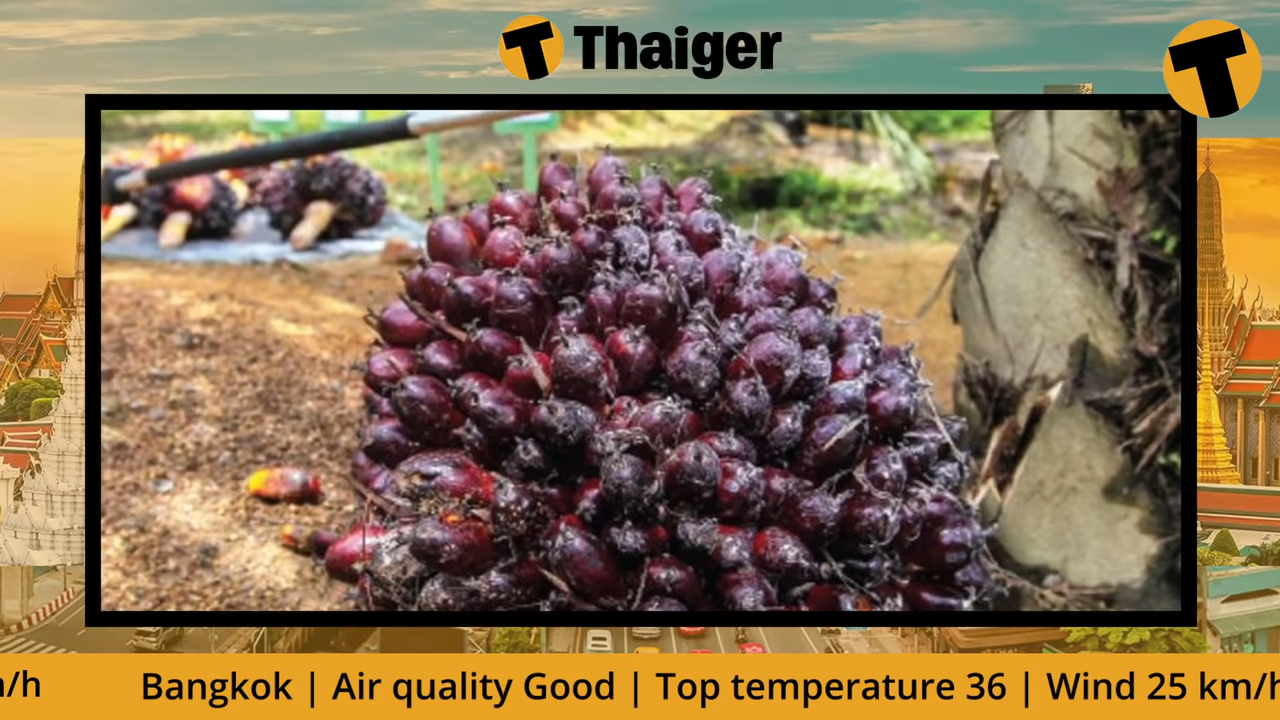 T Thaiger
T
/h
Bangkok | Air quality Good | Top temperature 36 | Wind 25 km/h